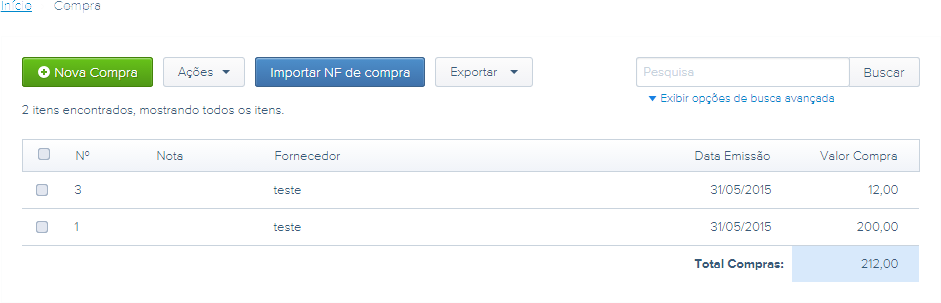 Início Compra
Nova Compra Ações Importar NF de compra Exportar Pesquisa Buscar
Exibir opções de busca avançada
2 itens encontrados, mostrando todos os itens.
Nº Nota Fornecedor Data Emissão Valor Compra
3 teste 31/05/2015 12,00
1 teste 31/05/2015 200,00
Total Compras: 212,00